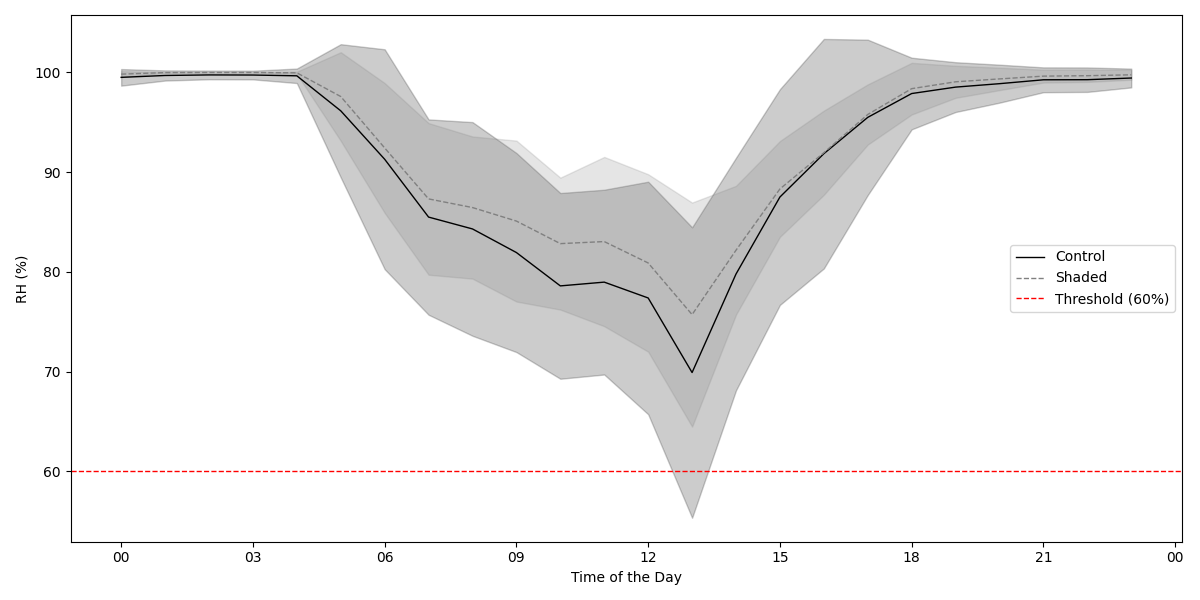 RH (%)
100
90
80
70
60
Control
Shaded
Threshold (60%)
00 03 06 09 12 15 18 21 00
Time of the Day